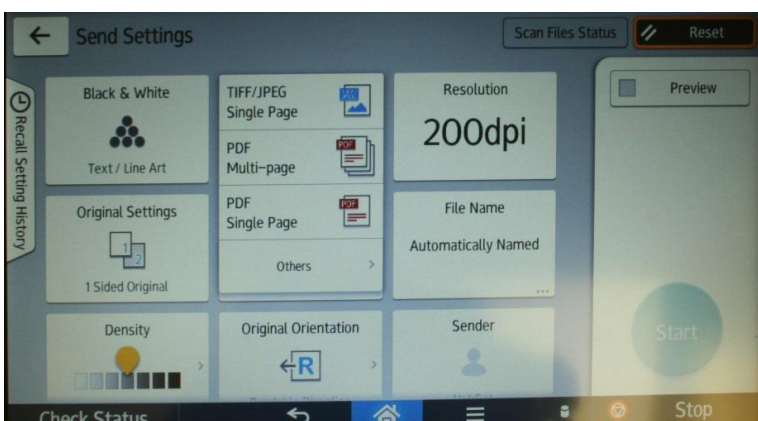 Send Settings
Scan Files Status
Reset
Recall Setting History
Black & White
Text / Line Art
TIFF/JPEG
Single Page
PDF
Multi-page
PDF
Single Page
Others
Resolution
200dpi
Preview
Original Settings
1
2
1 Sided Original
File Name
Automatically Named
Density
Original Orientation
R
Sender
Start
Check Status
Stop